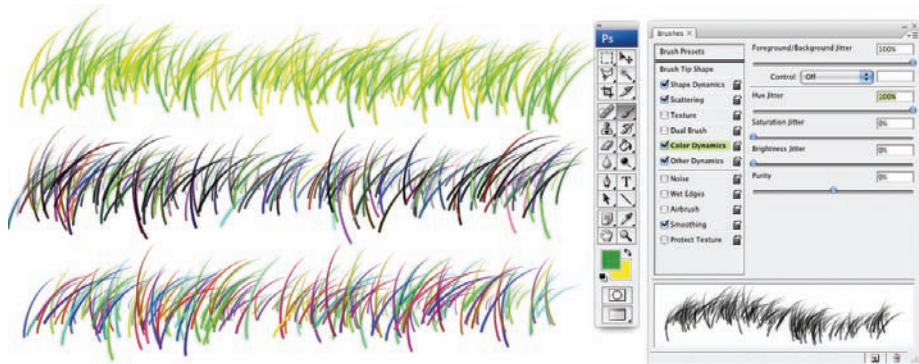 Ps
T
Brushes ×
Brush Presets
Brush Tip Shape
Shape Dynamics
Scattering
Texture
Dual Brush
Color Dynamics
Other Dynamics
Noise
Wet Edges
Airbrush
Smoothing
Protect Texture
Foreground/Background Jitter 100%
Control: Off
Hue Jitter 100%
Saturation Jitter 0%
Brightness Jitter 0%
Purity 0%